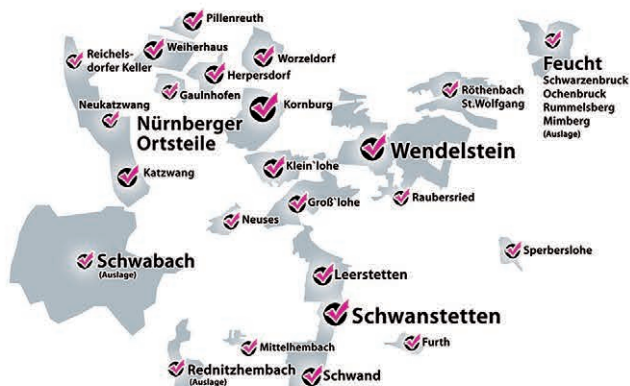 Pillenreuth
Reichels-
dorfer Keller
Weiherhaus
Worzeldorf
Herpersdorf
Gaulnhofen
Neukatzwang
Kornburg
Nürnberger
Ortsteile
Feucht
Schwarzenbruck
Ochenbruck
Rummelsberg
Mimberg
(Auslage)
Röthenbach
St.Wolfgang
Wendelstein
Katzwang
Klein`lohe
Groß`lohe
Raubersried
Neuses
Sperberslohe
Schwabach
(Auslage)
Leerstetten
Schwanstetten
Mittelhembach
Furth
Rednitzhembach
(Auslage)
Schwand